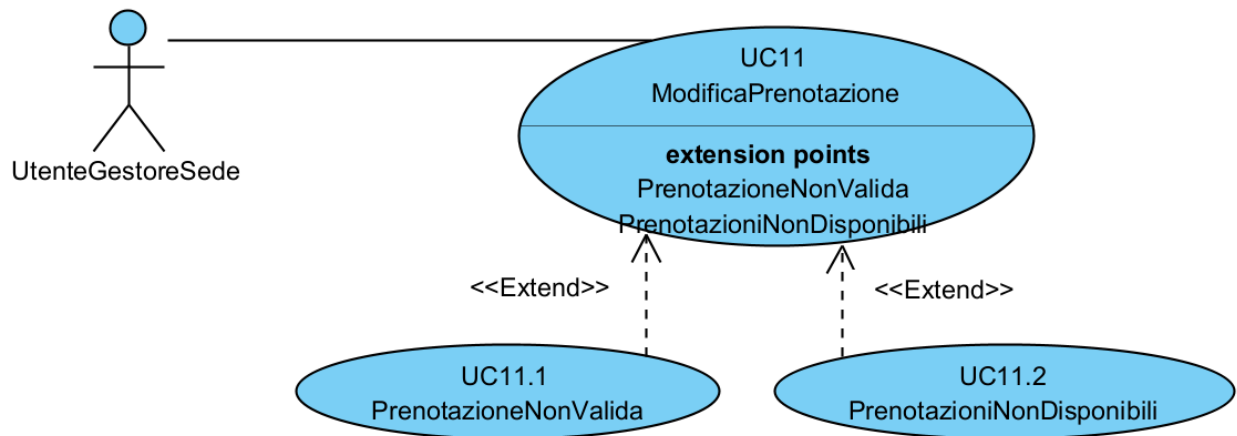 UtenteGestoreSede
UC11
ModificaPrenotazione
extension points
PrenotazioneNonValida
PrenotazioniNonDisponibili
<<Extend>>
<<Extend>>
UC11.1
PrenotazioneNonValida
UC11.2
PrenotazioniNonDisponibili